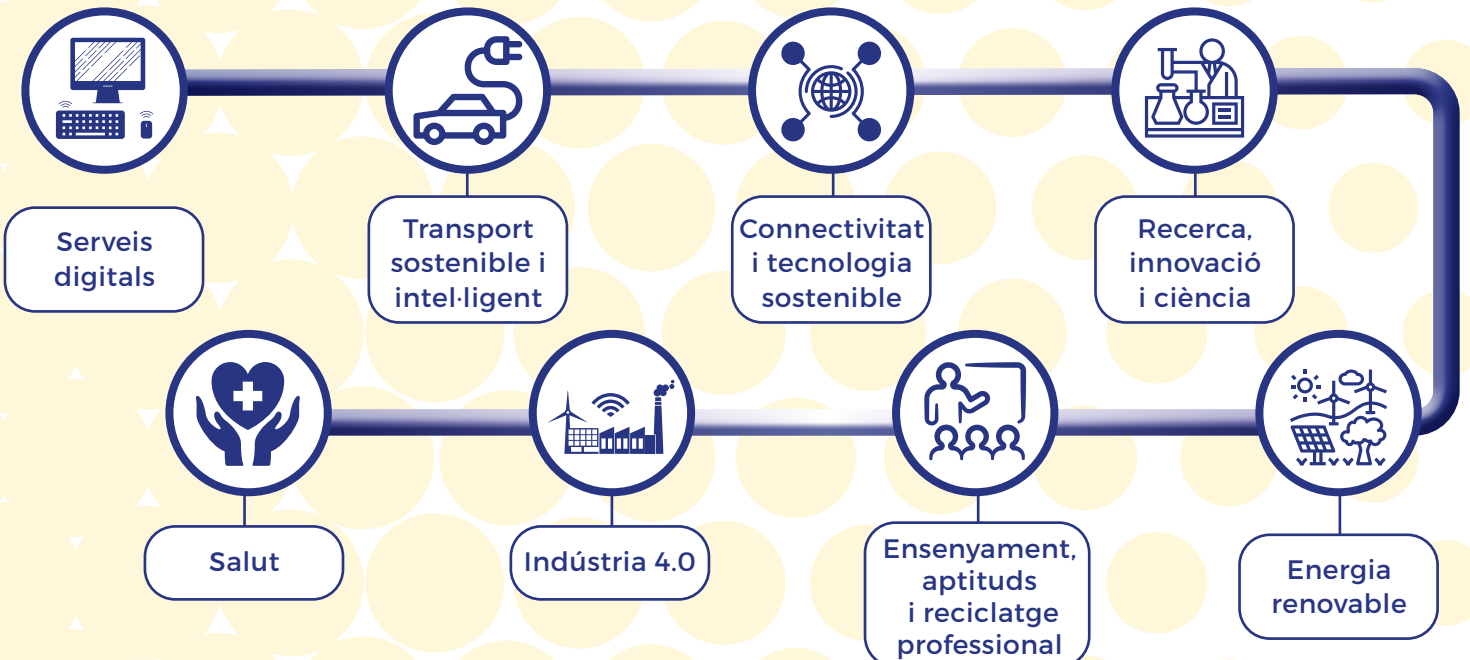 Serveis
digitals
Transport
sostenible i
intel·ligent
Connectivitat
i tecnologia
sostenible
Recerca,
innovació
i ciència
Salut
Indústria 4.0
Ensenyament,
aptituds
i reciclatge
professional
Energia
renovable